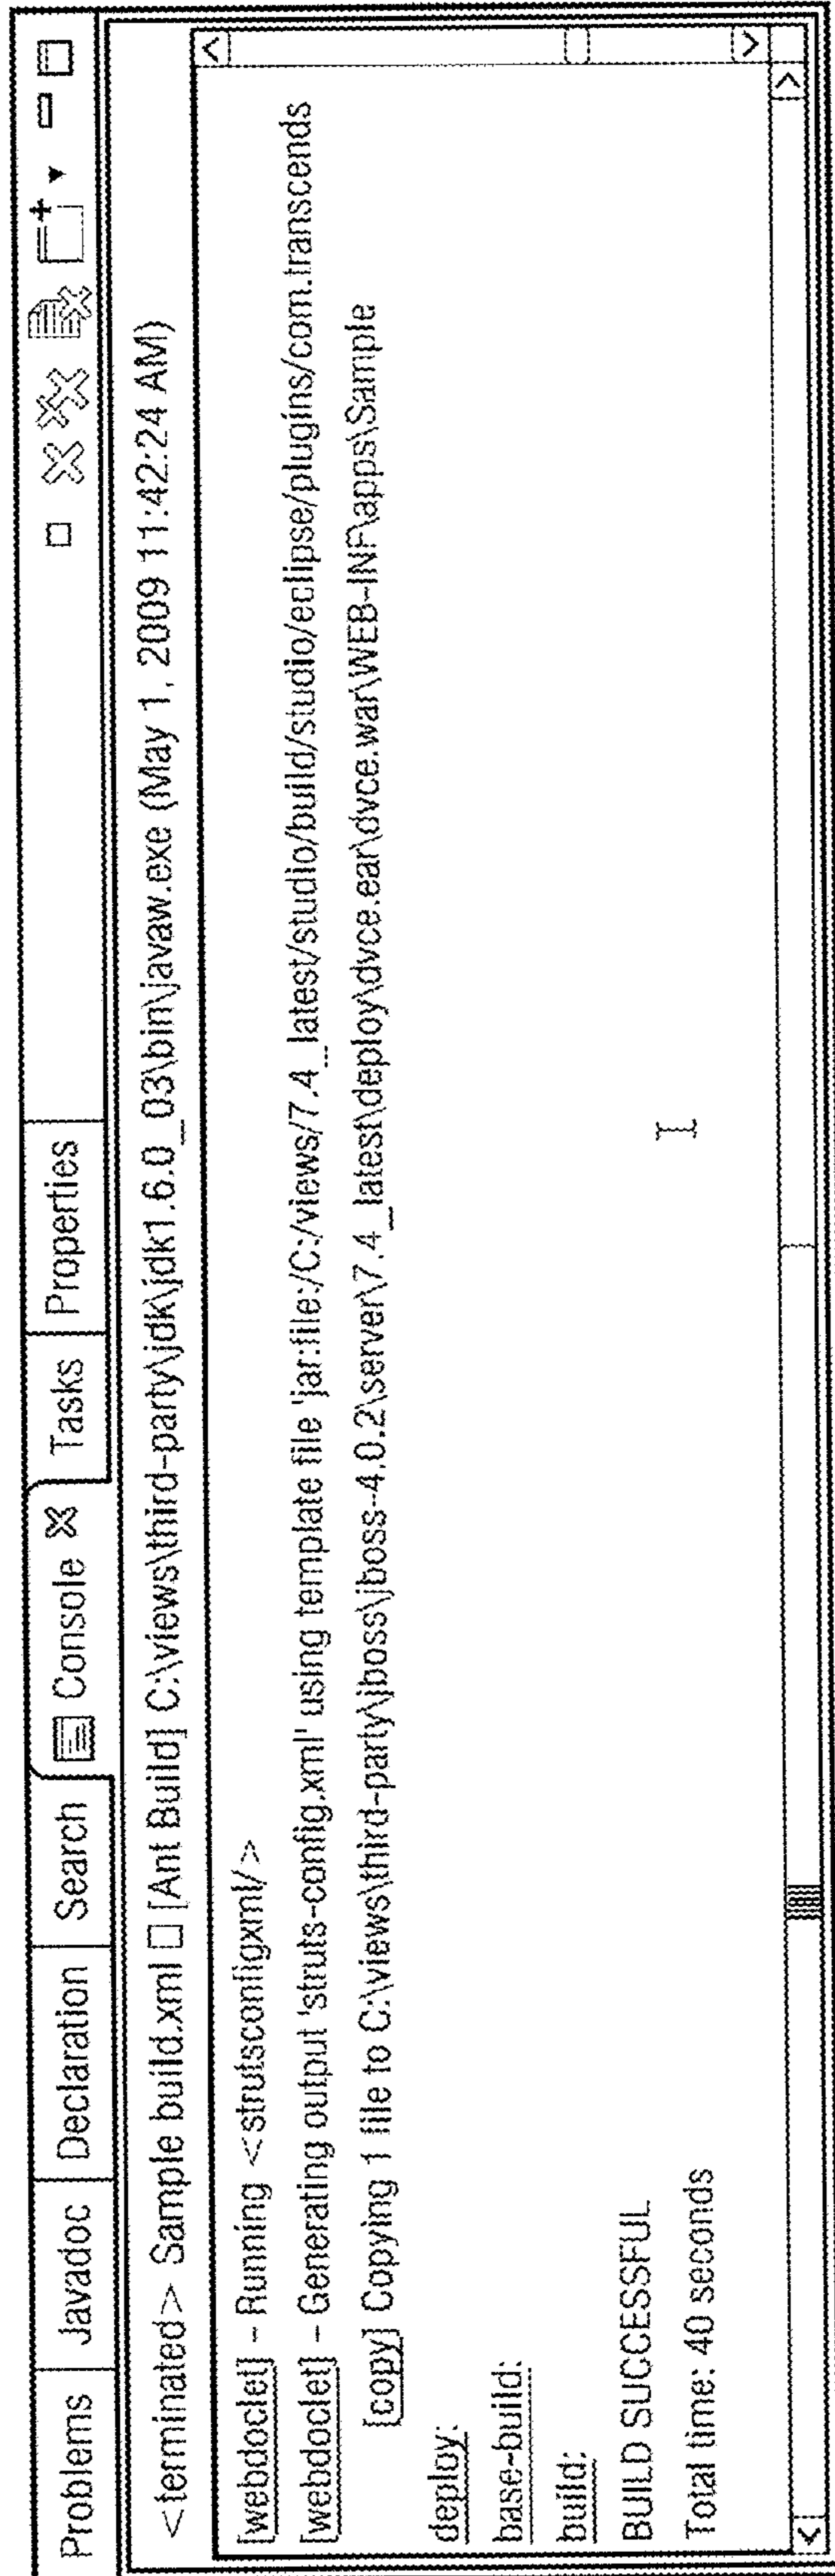 Problems Javadoc Declaration Search Console Tasks Properties
<terminated> Sample build.xml [Ant Build] C:\views\third-party\jdk\jdk1.6.0_03\bin\javaw.exe (May 1, 2009 11:42:24 AM)
[webdoclet] - Running <strutsconfigxml/>
[webdoclet] - Generating output 'struts-config.xml' using template file 'jar:file:/C:/views/7.4_latest/studio/build/studio/eclipse/plugins/com.transcends
[copy] Copying 1 file to C:\views\third-party\jboss\jboss-4.0.2\server\7.4_latest\deploy\dvce.ear\dvce.war\WEB-INF\apps\Sample
deploy:
base-build:
build:
BUILD SUCCESSFUL
Total time: 40 seconds